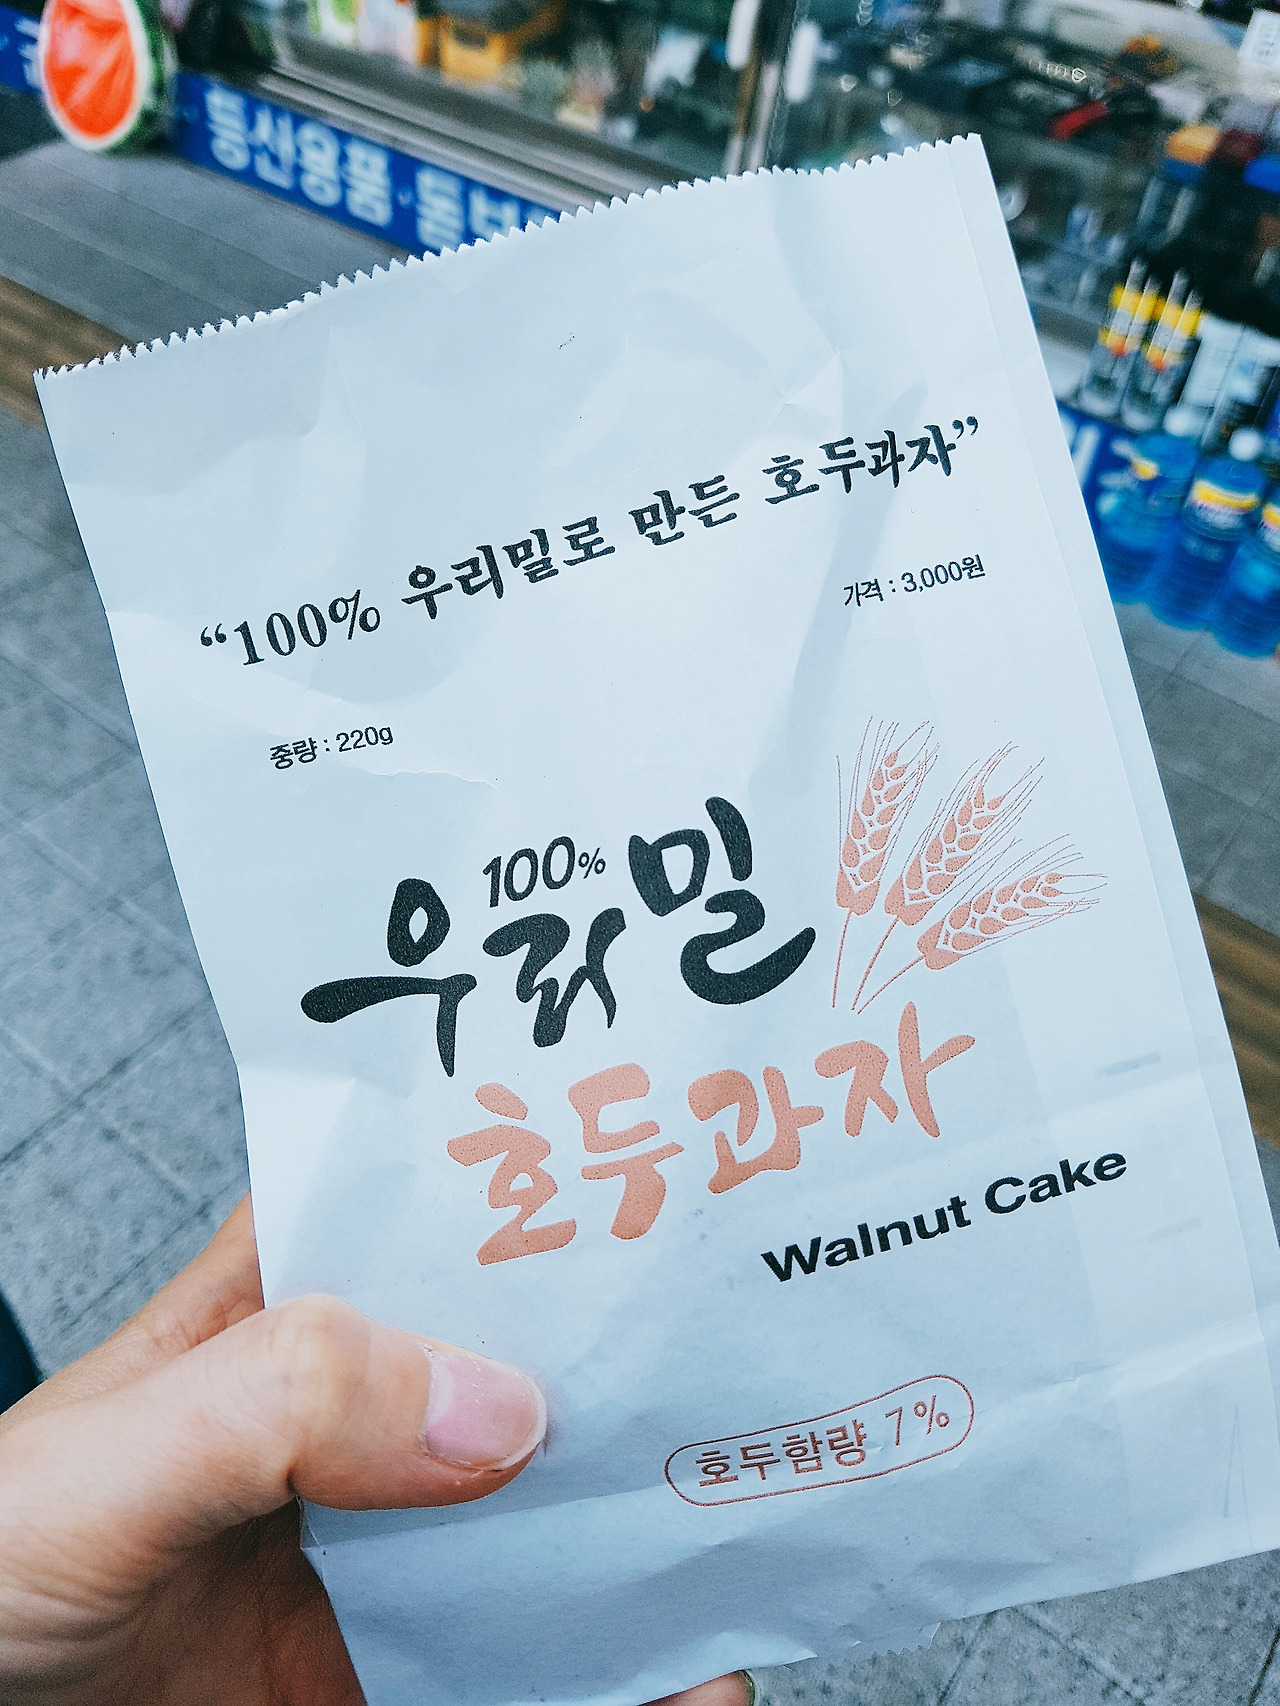 등산용품·돋보
“100% 우리밀로 만든 호두과자”
가격 : 3,000원
중량 : 220g
100%
우리밀
호두과자
Walnut Cake
호두함량 7%